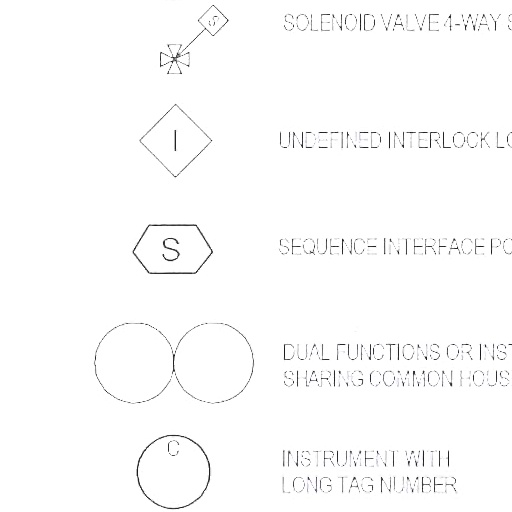 S
SOLENOID VALVE 4-WAY S
I
UNDEFINED INTERLOCK LO
S
SEQUENCE INTERFACE PO
DUAL FUNCTIONS OR INST
SHARING COMMON HOUS
C
INSTRUMENT WITH
LONG TAG NUMBER